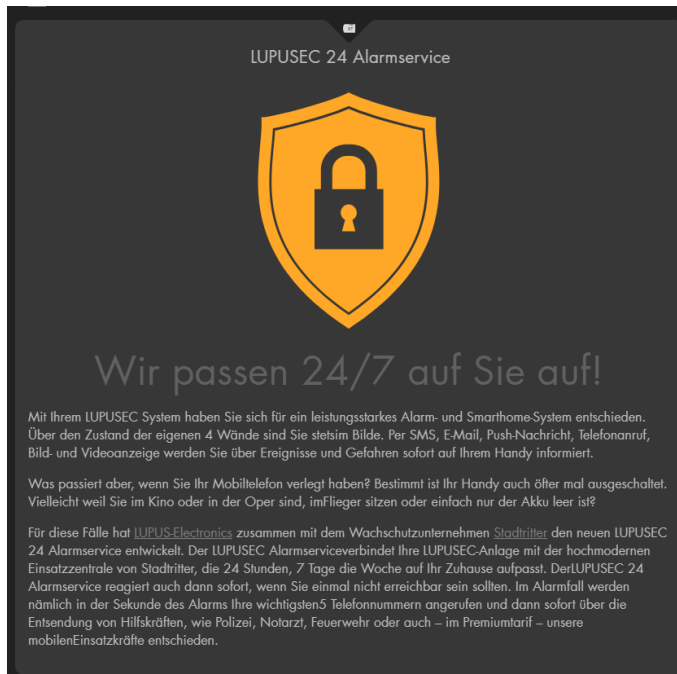 LUPUSEC 24 Alarmservice
Wir passen 24/7 auf Sie auf!
Mit Ihrem LUPUSEC System haben Sie sich für ein leistungsstarkes Alarm- und Smarthome-System entschieden.
Über den Zustand der eigenen 4 Wände sind Sie stetsim Bilde. Per SMS, E-Mail, Push-Nachricht, Telefonanruf,
Bild- und Videoanzeige werden Sie über Ereignisse und Gefahren sofort auf Ihrem Handy informiert.
Was passiert aber, wenn Sie Ihr Mobiltelefon verlegt haben? Bestimmt ist Ihr Handy auch öfter mal ausgeschaltet.
Vielleicht weil Sie im Kino oder in der Oper sind, imFlieger sitzen oder einfach nur der Akku leer ist?
Für diese Fälle hat LUPUS-Electronics zusammen mit dem Wachschutzunternehmen Stadtritter den neuen LUPUSEC
24 Alarmservice entwickelt. Der LUPUSEC Alarmserviceverbindet Ihre LUPUSEC-Anlage mit der hochmodernen
Einsatzzentrale von Stadtritter, die 24 Stunden, 7 Tage die Woche auf Ihr Zuhause aufpasst. DerLUPUSEC 24
Alarmservice reagiert auch dann sofort, wenn Sie einmal nicht erreichbar sein sollten. Im Alarmfall werden
nämlich in der Sekunde des Alarms Ihre wichtigsten5 Telefonnummern angerufen und dann sofort über die
Entsendung von Hilfskräften, wie Polizei, Notarzt, Feuerwehr oder auch – im Premiumtarif – unsere
mobilenEinsatzkräfte entschieden.